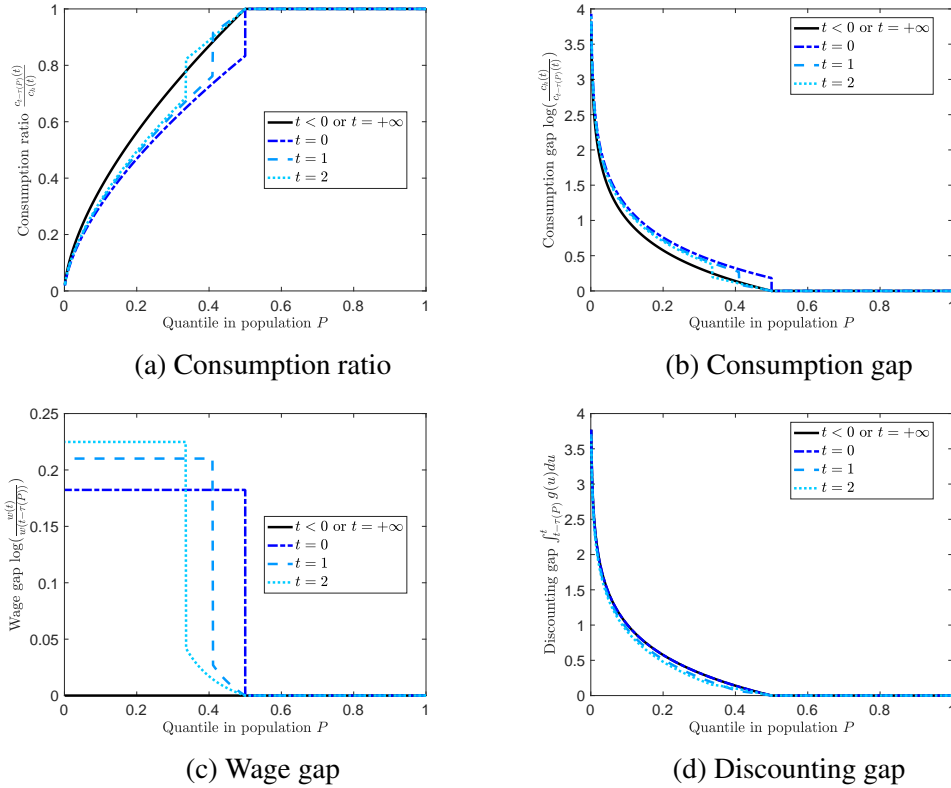 Consumption ratio c_{t−τ(P)}(t) / c_h(t)
1
0.8
0.6
0.4
0.2
0
t < 0 or t = +∞
t = 0
t = 1
t = 2
0 0.2 0.4 0.6 0.8 1
Quantile in population P
(a) Consumption ratio
Consumption gap log(c_h(t) / c_{t−τ(P)}(t))
4
3.5
3
2.5
2
1.5
1
0.5
0
t < 0 or t = +∞
t = 0
t = 1
t = 2
0 0.2 0.4 0.6 0.8 1
Quantile in population P
(b) Consumption gap
Wage gap log(w(t) / w(t−τ(P)))
0.25
0.2
0.15
0.1
0.05
0
t < 0 or t = +∞
t = 0
t = 1
t = 2
0 0.2 0.4 0.6 0.8 1
Quantile in population P
(c) Wage gap
Discounting gap ∫_{t−τ(P)}^{t} g(u)du
4
3.5
3
2.5
2
1.5
1
0.5
0
t < 0 or t = +∞
t = 0
t = 1
t = 2
0 0.2 0.4 0.6 0.8 1
Quantile in population P
(d) Discounting gap